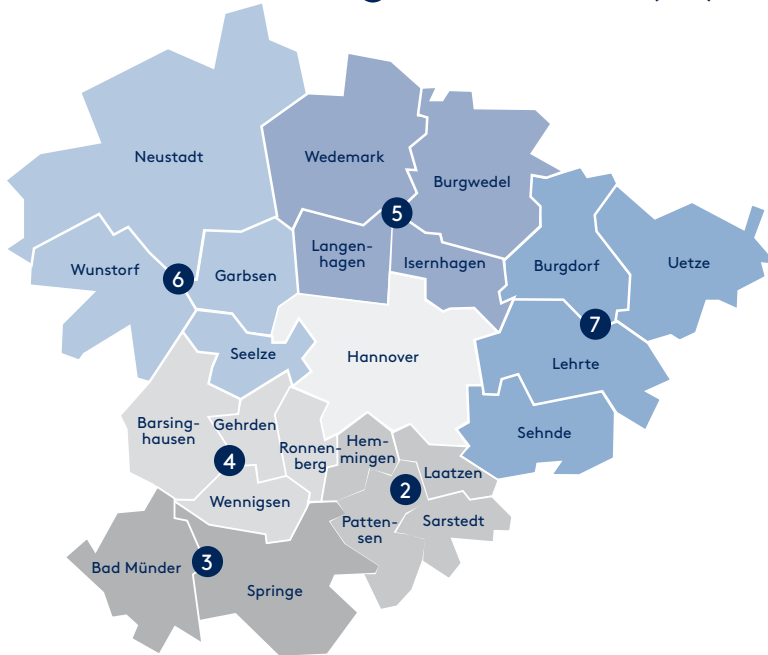 Neustadt
Wedemark
Burgwedel
5
Langen-
hagen
Isernhagen
Burgdorf
Uetze
Wunstorf
6
Garbsen
7
Seelze
Hannover
Lehrte
Barsing-
hausen
Gehrden
4
Ronnen-
berg
Hem-
mingen
Laatzen
Sehnde
Wennigsen
2
Patten-
sen
Sarstedt
Bad Münder
3
Springe